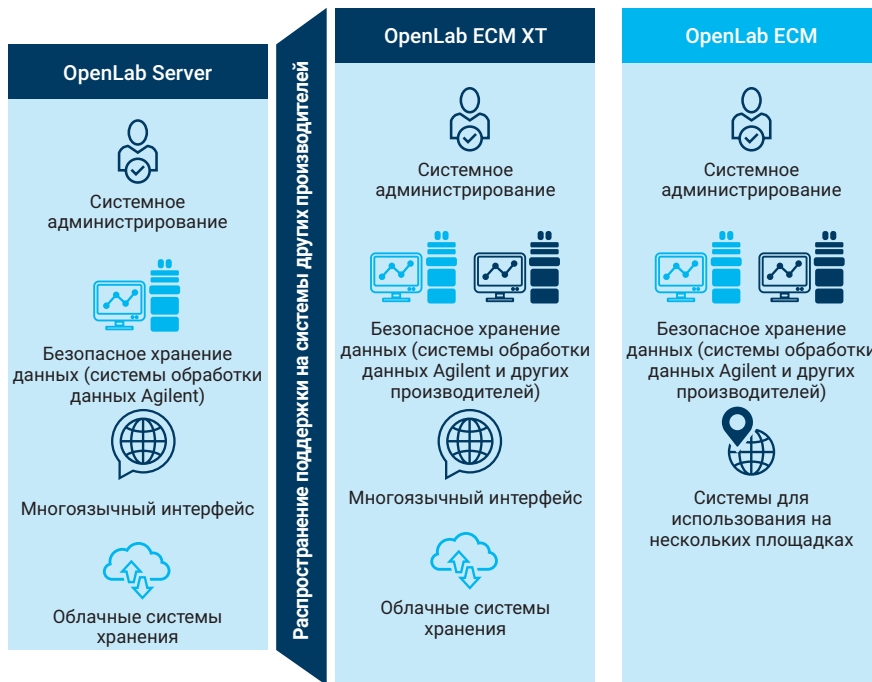 OpenLab Server
Системное
администрирование
Безопасное хранение
данных (системы обработки
данных Agilent)
Многоязычный интерфейс
Облачные системы
хранения
Распространение поддержки на системы других производителей
OpenLab ECM XT
Системное
администрирование
Безопасное хранение
данных (системы обработки
данных Agilent и других
производителей)
Многоязычный интерфейс
Облачные системы
хранения
OpenLab ECM
Системное
администрирование
Безопасное хранение
данных (системы обработки
данных Agilent и других
производителей)
Системы для
использования на
нескольких площадках